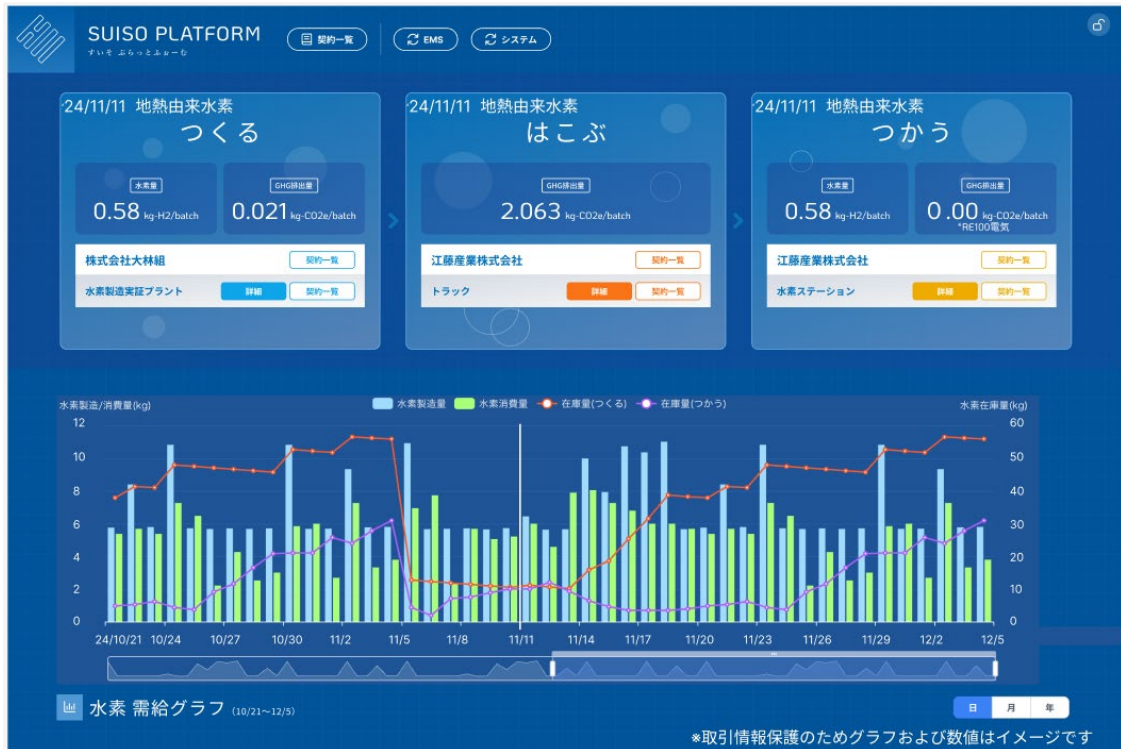 SUISO PLATFORM
すいそ ぷらっとふぉーむ
契約一覧
EMS
システム
24/11/11 地熱由来水素
つくる
水素量
0.58 kg-H2/batch
GHG排出量
0.021 kg-CO2e/batch
株式会社大林組
契約一覧
水素製造実証プラント
詳細
契約一覧
24/11/11 地熱由来水素
はこぶ
GHG排出量
2.063 kg-CO2e/batch
江藤産業株式会社
契約一覧
トラック
詳細
契約一覧
24/11/11 地熱由来水素
つかう
水素量
0.58 kg-H2/batch
GHG排出量
0.00 kg-CO2e/batch
*RE100電気
江藤産業株式会社
契約一覧
水素ステーション
詳細
契約一覧
水素製造/消費量(kg)
水素製造量 水素消費量 在庫量(つくる) 在庫量(つかう)
水素在庫量(kg)
12
10
8
6
4
2
0
60
50
40
30
20
10
0
24/10/21 10/24 10/27 10/30 11/2 11/5 11/8 11/11 11/14 11/17 11/20 11/23 11/26 11/29 12/2 12/5
水素 需給グラフ (10/21~12/5)
日 月 年
※取引情報保護のためグラフおよび数値はイメージです